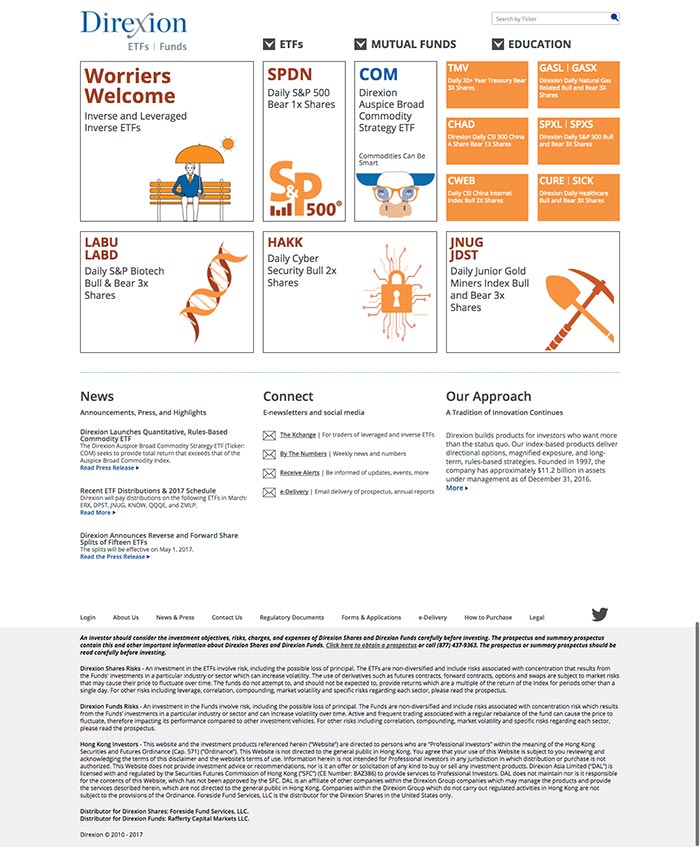 Direxion
ETFs | Funds
Search by Ticker
ETFs
MUTUAL FUNDS
EDUCATION
Worriers
Welcome
Inverse and Leveraged
Inverse ETFs
SPDN
Daily S&P 500
Bear 1x Shares
S&P
500®
COM
Direxion
Auspice Broad
Commodity
Strategy ETF
Commodities Can Be
Smart
TMV
Daily 20+ Year Treasury Bear
3X Shares
GASL | GASX
Direxion Daily Natural Gas
Related Bull and Bear 3X
Shares
CHAD
Direxion Daily CSI 300 China
A Share Bear 1X Shares
SPXL | SPXS
Direxion Daily S&P 500 Bull
and Bear 3X Shares
CWEB
Daily CSI China Internet
Index Bull 2X Shares
CURE | SICK
Direxion Daily Healthcare
Bull and Bear 3X Shares
LABU
LABD
Daily S&P Biotech
Bull & Bear 3x
Shares
HAKK
Daily Cyber
Security Bull 2x
Shares
JNUG
JDST
Daily Junior Gold
Miners Index Bull
and Bear 3x
Shares
News
Announcements, Press, and Highlights
Direxion Launches Quantitative, Rules-Based
Commodity ETF
The Direxion Auspice Broad Commodity Strategy ETF (Ticker:
COM) seeks to provide total return that exceeds that of the
Auspice Broad Commodity Index.
Read Press Release
Recent ETF Distributions & 2017 Schedule
Direxion will pay distributions on the following ETFs in March:
ERX, DPST, JNUG, KNOW, QQQE, and ZMLP.
Read More
Direxion Announces Reverse and Forward Share
Splits of Fifteen ETFs
The splits will be effective on May 1, 2017.
Read the Press Release
Connect
E-newsletters and social media
The Xchange | For traders of leveraged and inverse ETFs
By The Numbers | Weekly news and numbers
Receive Alerts | Be informed of updates, events, more
e-Delivery | Email delivery of prospectus, annual reports
Our Approach
A Tradition of Innovation Continues
Direxion builds products for investors who want more
than the status quo. Our index-based products deliver
directional options, magnified exposure, and long-
term, rules-based strategies. Founded in 1997, the
company has approximately $11.2 billion in assets
under management as of December 31, 2016.
More
Login
About Us
News & Press
Contact Us
Regulatory Documents
Forms & Applications
e-Delivery
How to Purchase
Legal
An investor should consider the investment objectives, risks, charges, and expenses of Direxion Shares and Direxion Funds carefully before investing. The prospectus and summary prospectus
contain this and other important information about Direxion Shares and Direxion Funds. Click here to obtain a prospectus or call (877) 437-9363. The prospectus or summary prospectus should be
read carefully before investing.
Direxion Shares Risks - An investment in the ETFs involve risk, including the possible loss of principal. The ETFs are non-diversified and include risks associated with concentration that results from
the Funds' investments in a particular industry or sector which can increase volatility. The use of derivatives such as futures contracts, forward contracts, options and swaps are subject to market risks
that may cause their price to fluctuate over time. The funds do not attempt to, and should not be expected to, provide returns which are a multiple of the return of the Index for periods other than a
single day. For other risks including leverage, correlation, compounding, market volatility and specific risks regarding each sector, please read the prospectus.
Direxion Funds Risks - An investment in the Funds involve risk, including the possible loss of principal. The Funds are non-diversified and include risks associated with concentration risk which results
from the Funds' investments in a particular industry or sector and can increase volatility over time. Active and frequent trading associated with a regular rebalance of the fund can cause the price to
fluctuate, therefore impacting its performance compared to other investment vehicles. For other risks including correlation, compounding, market volatility and specific risks regarding each sector,
please read the prospectus.
Hong Kong Investors - This website and the investment products referenced herein ("Website") are directed to persons who are "Professional Investors" within the meaning of the Hong Kong
Securities and Futures Ordinance (Cap. 571) ("Ordinance"). This Website is not directed to the general public in Hong Kong. You agree that your use of this Website is subject to you reviewing and
acknowledging the terms of this disclaimer and the website's terms of use. Information herein is not intended for Professional Investors in any jurisdiction in which distribution or purchase is not
authorized. This Website does not provide investment advice or recommendations, nor is it an offer or solicitation of any kind to buy or sell any investment products. Direxion Asia Limited ("DAL") is
licensed with and regulated by the Securities Futures Commission of Hong Kong ("SFC") (CE Number: BAZ386) to provide services to Professional Investors. DAL does not maintain nor is it responsible
for the contents of this Website, which has not been approved by the SFC. DAL is an affiliate of other companies within the Direxion Group companies which may manage the products and provide
the services described herein, which are not directed to the general public in Hong Kong. Companies within the Direxion Group which do not carry out regulated activities in Hong Kong are not
subject to the provisions of the Ordinance. Foreside Fund Services, LLC is the distributor for the Direxion Shares in the United States only.
Distributor for Direxion Shares: Foreside Fund Services, LLC.
Distributor for Direxion Funds: Rafferty Capital Markets LLC.
Direxion © 2010 - 2017